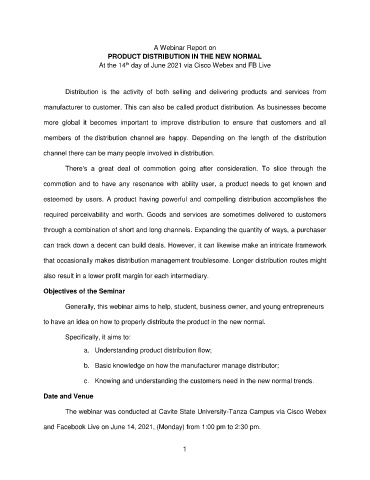 A Webinar Report on
PRODUCT DISTRIBUTION IN THE NEW NORMAL
At the 14th day of June 2021 via Cisco Webex and FB Live
Distribution is the activity of both selling and delivering products and services from
manufacturer to customer. This can also be called product distribution. As businesses become
more global it becomes important to improve distribution to ensure that customers and all
members of the distribution channel are happy. Depending on the length of the distribution
channel there can be many people involved in distribution.
There's a great deal of commotion going after consideration. To slice through the
commotion and to have any resonance with ability user, a product needs to get known and
esteemed by users. A product having powerful and compelling distribution accomplishes the
required perceivability and worth. Goods and services are sometimes delivered to customers
through a combination of short and long channels. Expanding the quantity of ways, a purchaser
can track down a decent can build deals. However, it can likewise make an intricate framework
that occasionally makes distribution management troublesome. Longer distribution routes might
also result in a lower profit margin for each intermediary.
Objectives of the Seminar
Generally, this webinar aims to help, student, business owner, and young entrepreneurs
to have an idea on how to properly distribute the product in the new normal.
Specifically, it aims to:
a. Understanding product distribution flow;
b. Basic knowledge on how the manufacturer manage distributor;
c. Knowing and understanding the customers need in the new normal trends.
Date and Venue
The webinar was conducted at Cavite State University-Tanza Campus via Cisco Webex
and Facebook Live on June 14, 2021, (Monday) from 1:00 pm to 2:30 pm.
1